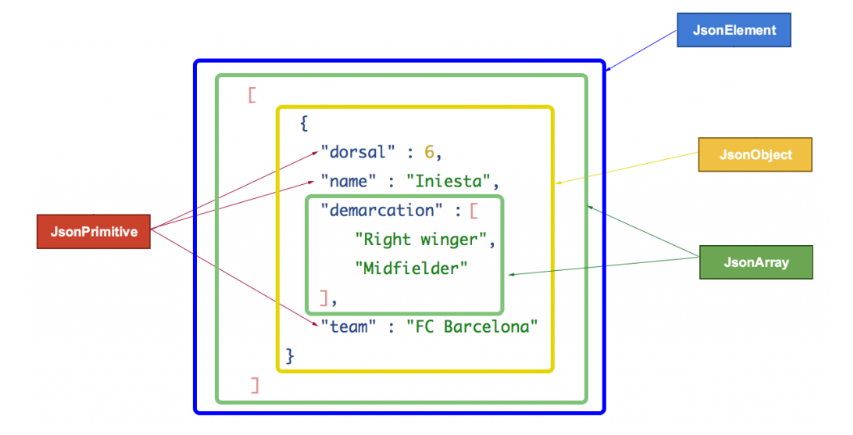 JsonElement
[
{
"dorsal" : 6,
JsonObject
"name" : "Iniesta",
"demarcation" : [
JsonPrimitive
"Right winger",
"Midfielder"
JsonArray
],
"team" : "FC Barcelona"
}
]